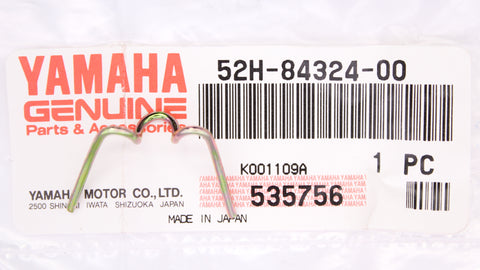 YAMAHA
GENUINE
Parts & Accessories
52H-84324-00
K001109A
1 PC
YAMAHA MOTOR CO., LTD.
2500 SHINGAI IWATA SHIZUOKA JAPAN
535756
MADE IN JAPAN